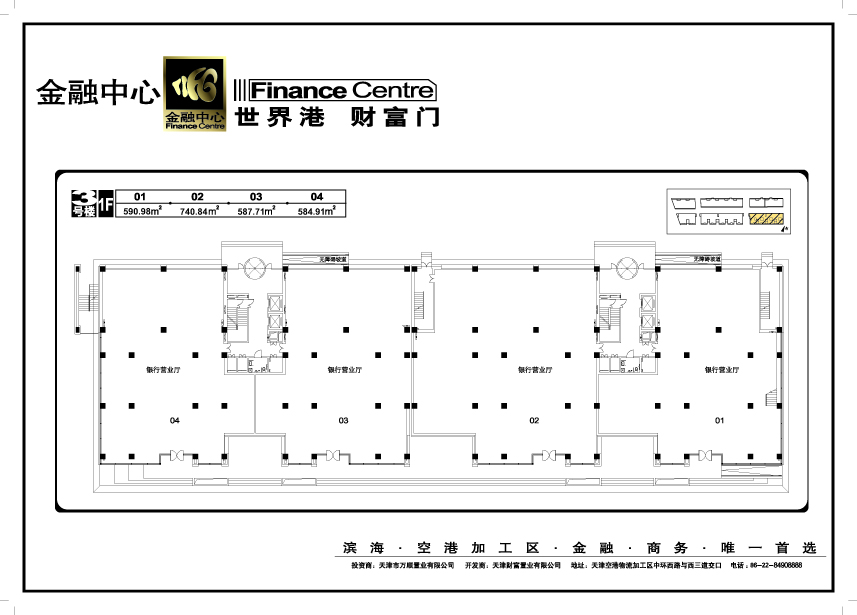 金融中心
金融中心
Finance Centre
Finance Centre
世界港 财富门
3号楼 1F
01 02 03 04
590.98m² 740.84m² 587.71m² 584.91m²
无障碍坡道 无障碍坡道
银行营业厅 银行营业厅 银行营业厅 银行营业厅
04 03 02 01
滨海·空港加工区·金融·商务·唯一首选
投资商：天津市万顺置业有限公司 开发商：天津财富置业有限公司 地址：天津空港物流加工区中环西路与西三道交口 电话：86-22-84908888